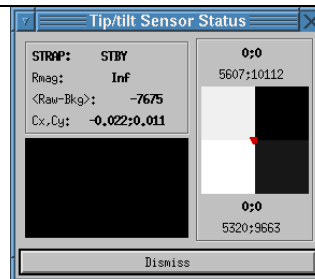 Tip/tilt Sensor Status
STRAP: STBY
Rmag: Inf
<Raw-Bkg>: -7675
Cx,Cy: -0.022;0.011
0;0
5607;10112
0;0
5320;9663
Dismiss